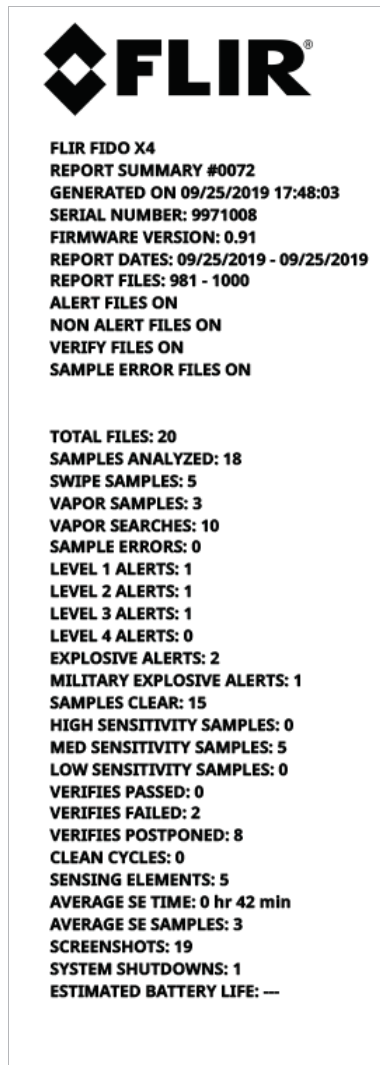 FLIR®
FLIR FIDO X4
REPORT SUMMARY #0072
GENERATED ON 09/25/2019 17:48:03
SERIAL NUMBER: 9971008
FIRMWARE VERSION: 0.91
REPORT DATES: 09/25/2019 - 09/25/2019
REPORT FILES: 981 - 1000
ALERT FILES ON
NON ALERT FILES ON
VERIFY FILES ON
SAMPLE ERROR FILES ON
TOTAL FILES: 20
SAMPLES ANALYZED: 18
SWIPE SAMPLES: 5
VAPOR SAMPLES: 3
VAPOR SEARCHES: 10
SAMPLE ERRORS: 0
LEVEL 1 ALERTS: 1
LEVEL 2 ALERTS: 1
LEVEL 3 ALERTS: 1
LEVEL 4 ALERTS: 0
EXPLOSIVE ALERTS: 2
MILITARY EXPLOSIVE ALERTS: 1
SAMPLES CLEAR: 15
HIGH SENSITIVITY SAMPLES: 0
MED SENSITIVITY SAMPLES: 5
LOW SENSITIVITY SAMPLES: 0
VERIFIES PASSED: 0
VERIFIES FAILED: 2
VERIFIES POSTPONED: 8
CLEAN CYCLES: 0
SENSING ELEMENTS: 5
AVERAGE SE TIME: 0 hr 42 min
AVERAGE SE SAMPLES: 3
SCREENSHOTS: 19
SYSTEM SHUTDOWNS: 1
ESTIMATED BATTERY LIFE: ---